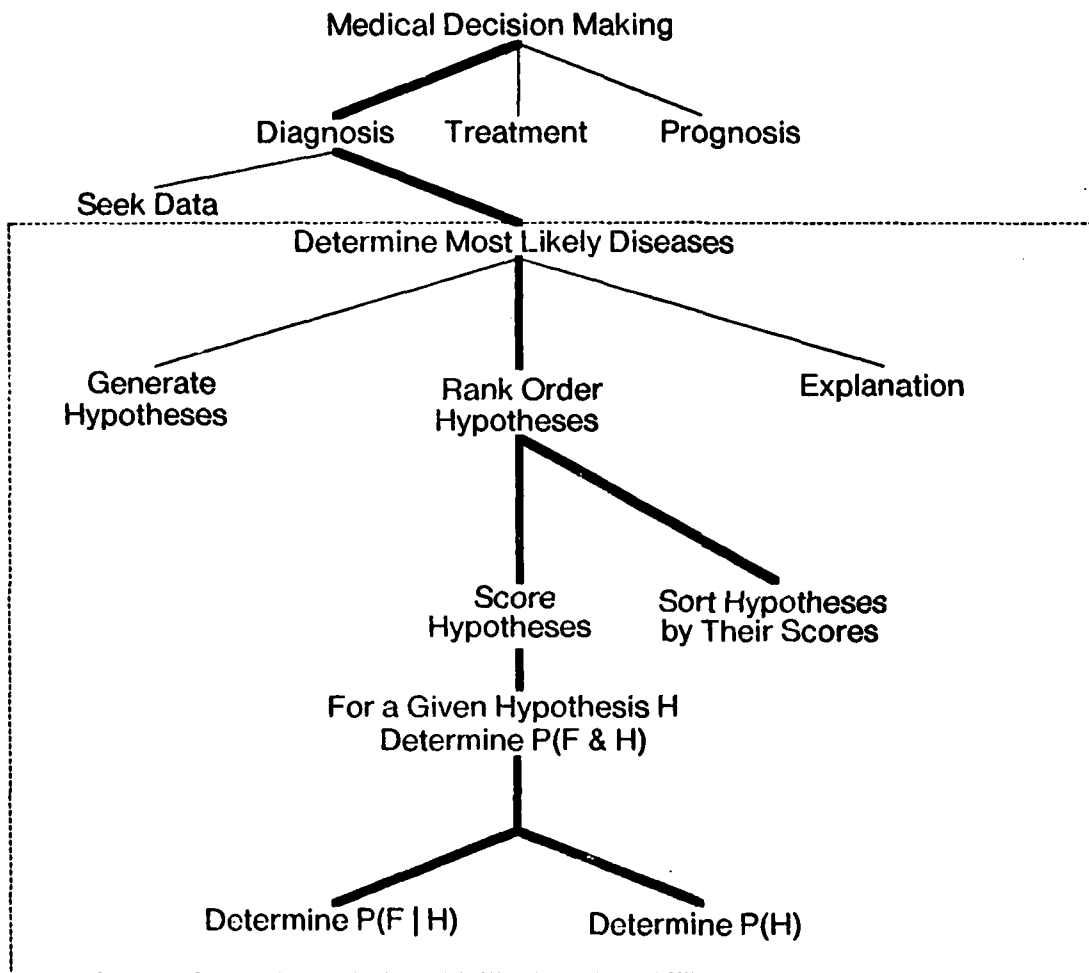 Medical Decision Making
Diagnosis
Treatment
Prognosis
Seek Data
Determine Most Likely Diseases
Generate
Hypotheses
Rank Order
Hypotheses
Explanation
Score
Hypotheses
Sort Hypotheses
by Their Scores
For a Given Hypothesis H
Determine P(F & H)
Determine P(F | H)
Determine P(H)